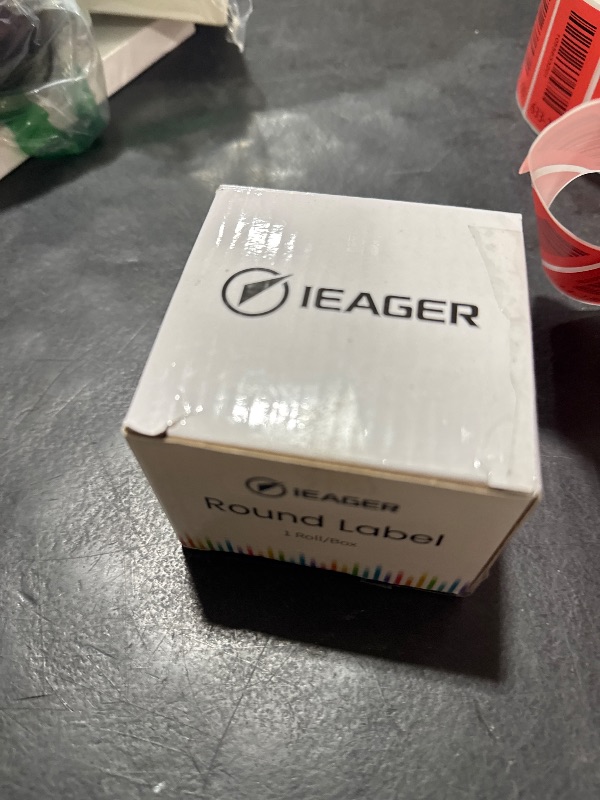 IEAGER
IEAGER
Round Label
1 Roll/Box